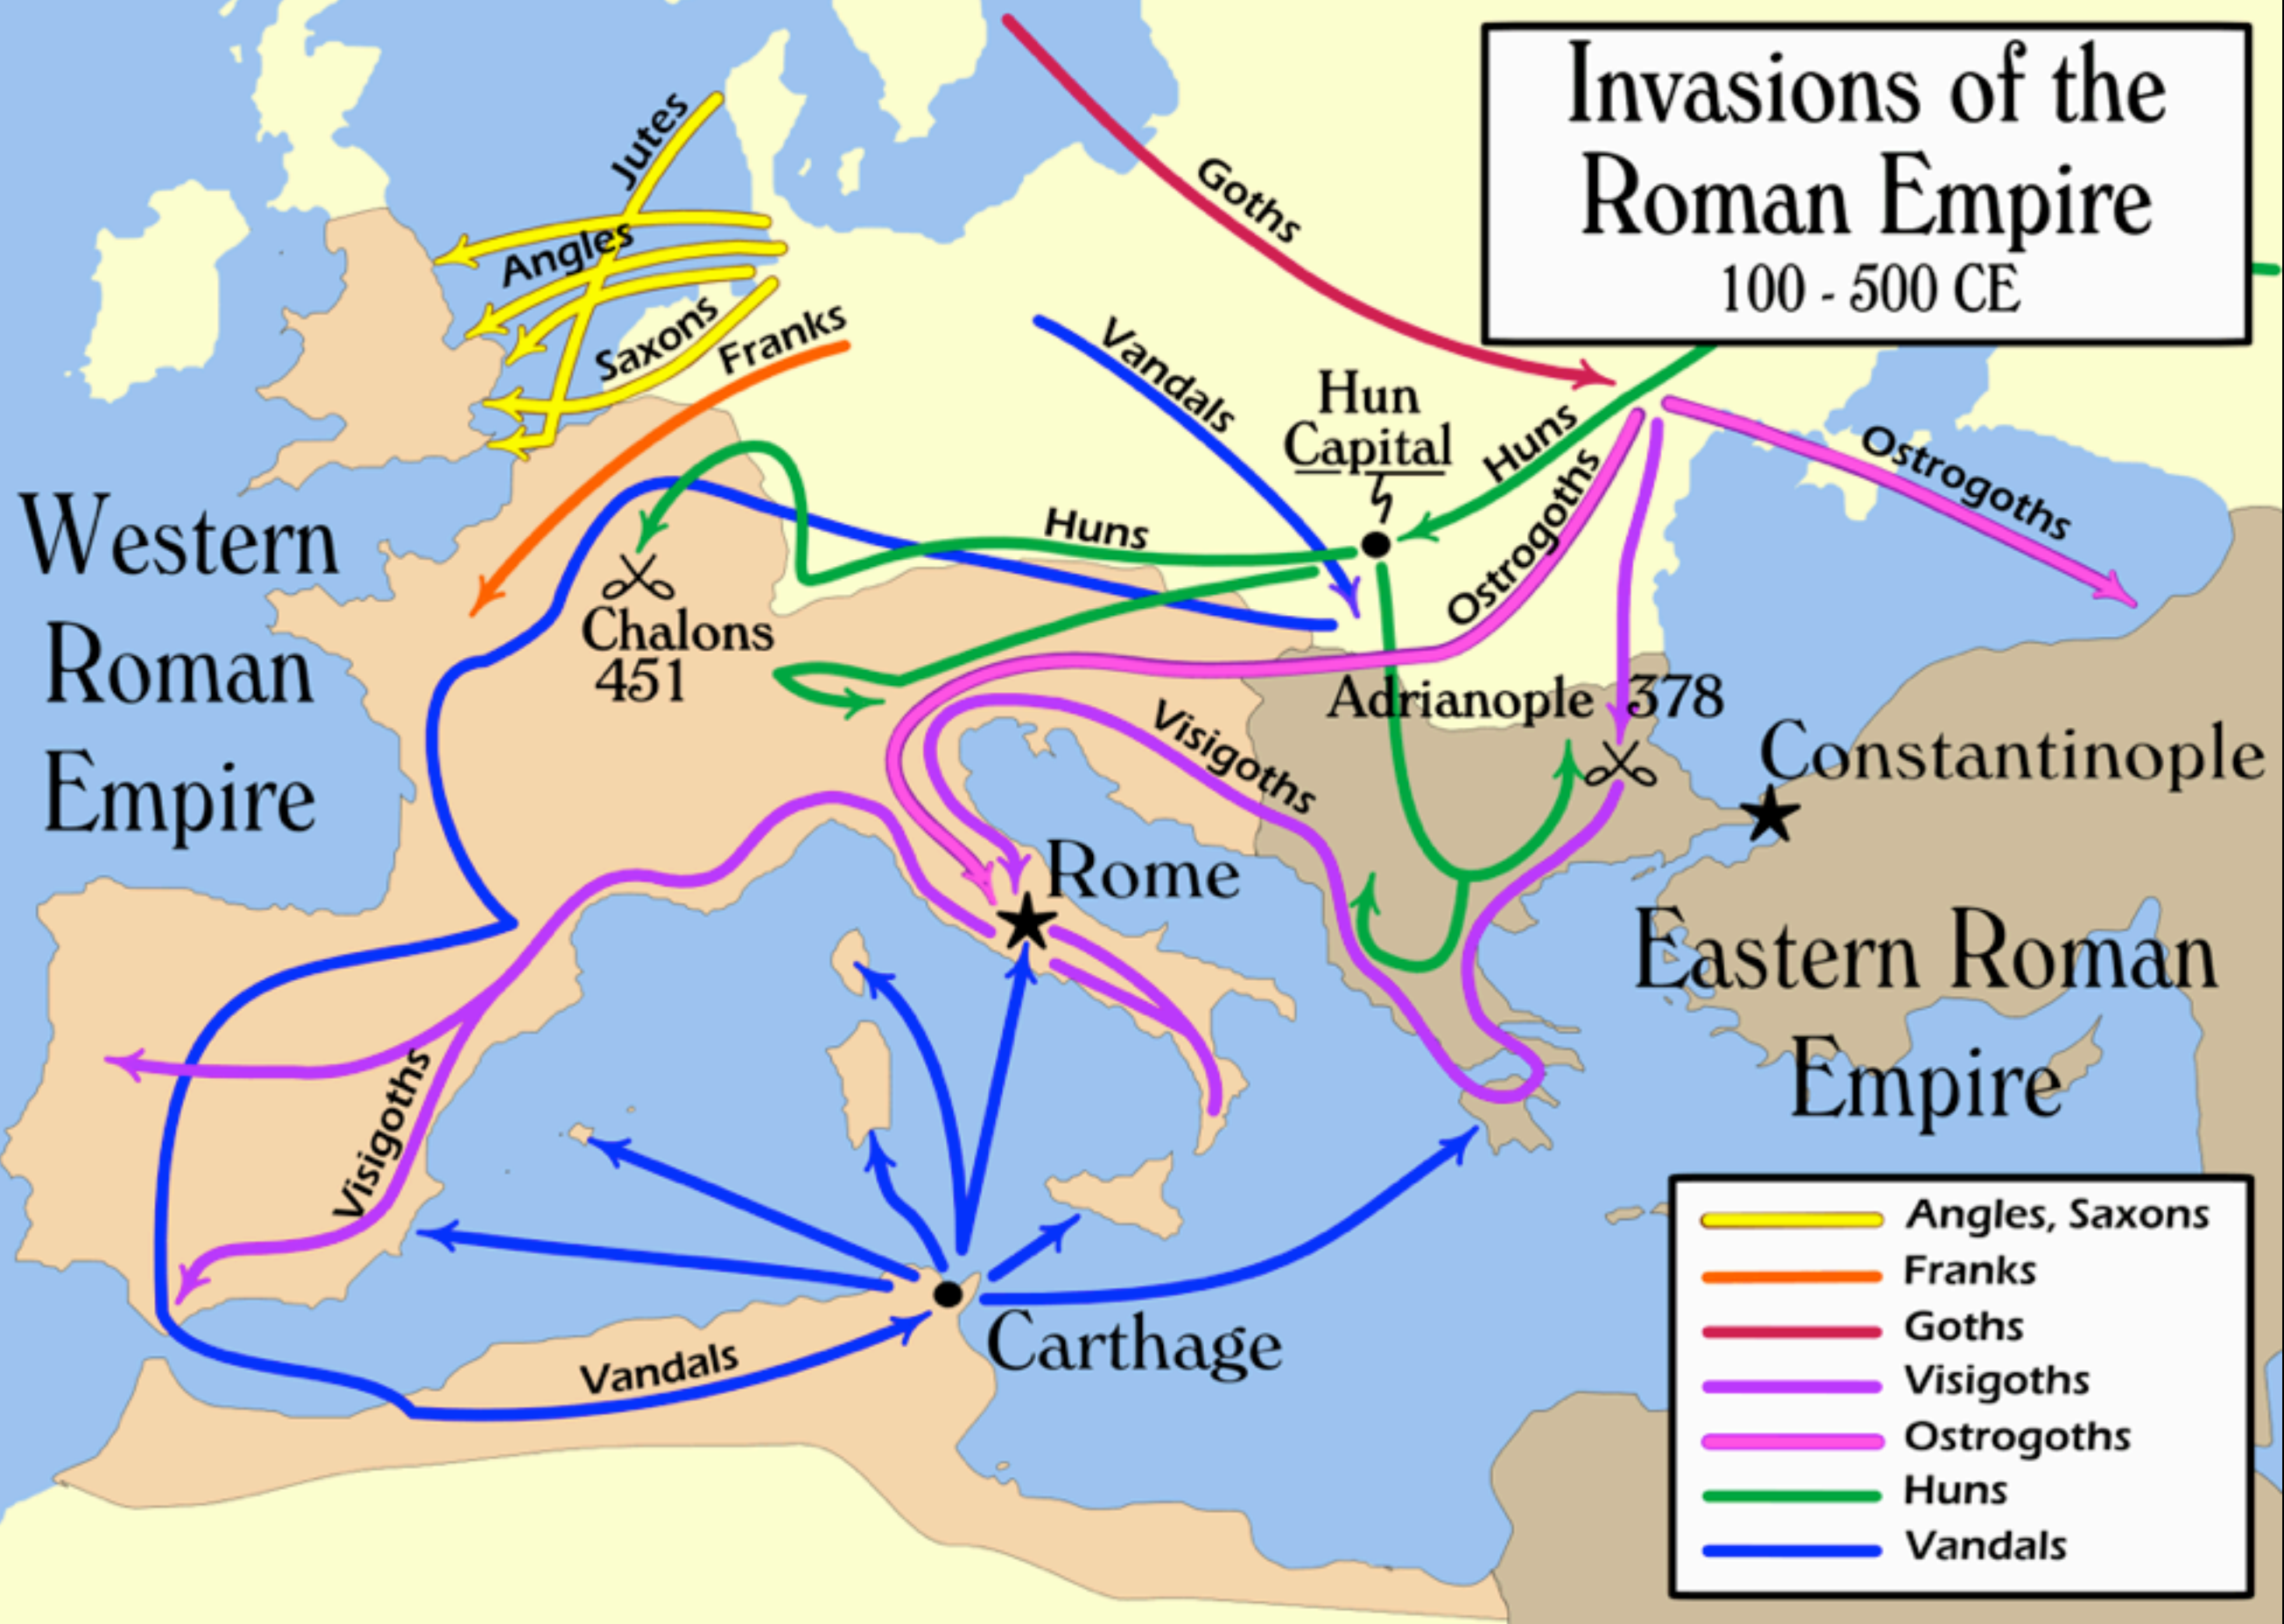 Invasions of the
Roman Empire
100 - 500 CE
Jutes
Angles
Saxons
Franks
Goths
Vandals
Hun
Capital
Huns
Ostrogoths
Ostrogoths
Huns
Western
Roman
Empire
Chalons
451
Visigoths
Adrianople 378
Constantinople
Rome
Eastern Roman
Empire
Visigoths
Vandals
Carthage
Angles, Saxons
Franks
Goths
Visigoths
Ostrogoths
Huns
Vandals